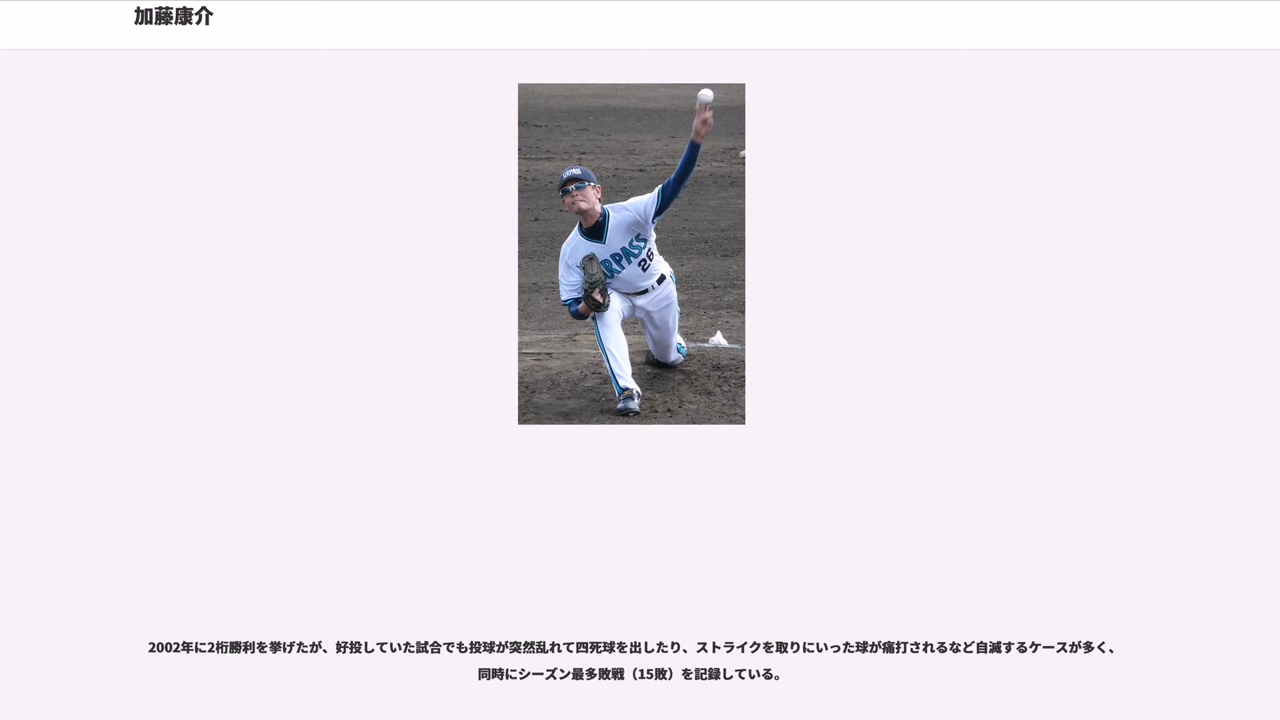 加藤康介
26
2002年に2桁勝利を挙げたが、好投していた試合でも投球が突然乱れて四死球を出したり、ストライクを取りにいった球が痛打されるなど自滅するケースが多く、
同時にシーズン最多敗戦（15敗）を記録している。